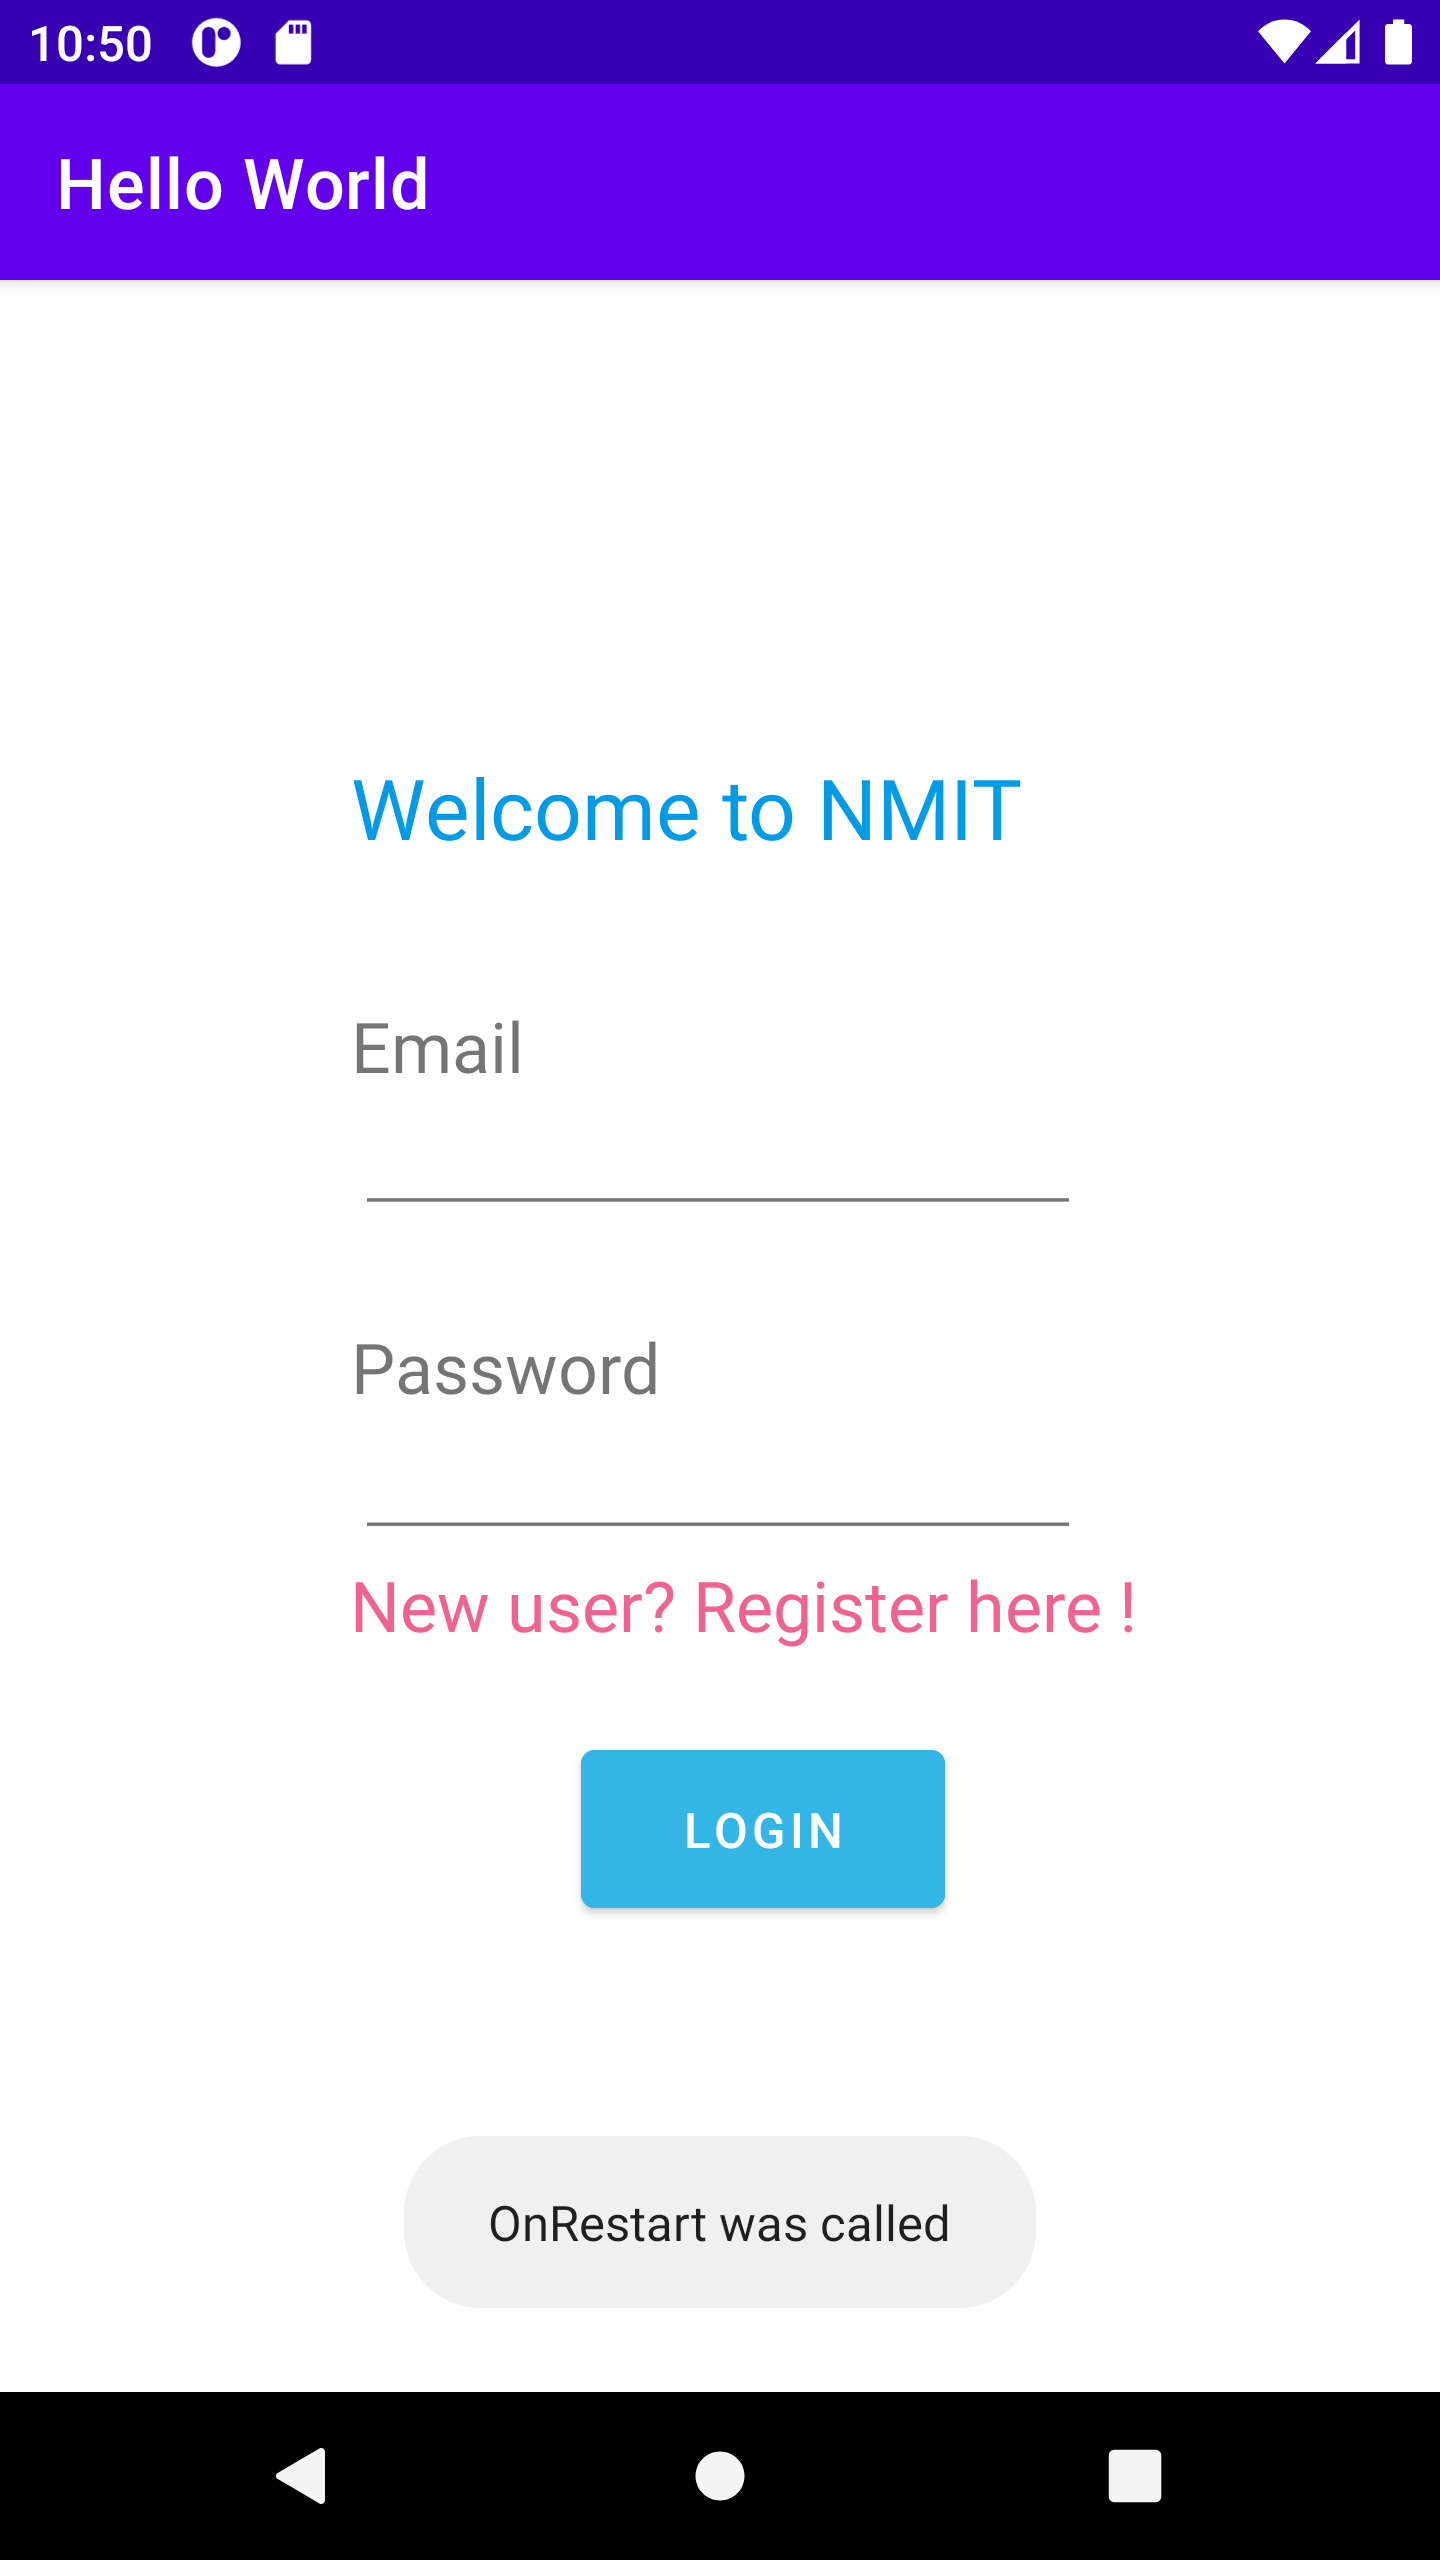 10:50
Hello World
Welcome to NMIT
Email
Password
New user? Register here !
LOGIN
OnRestart was called